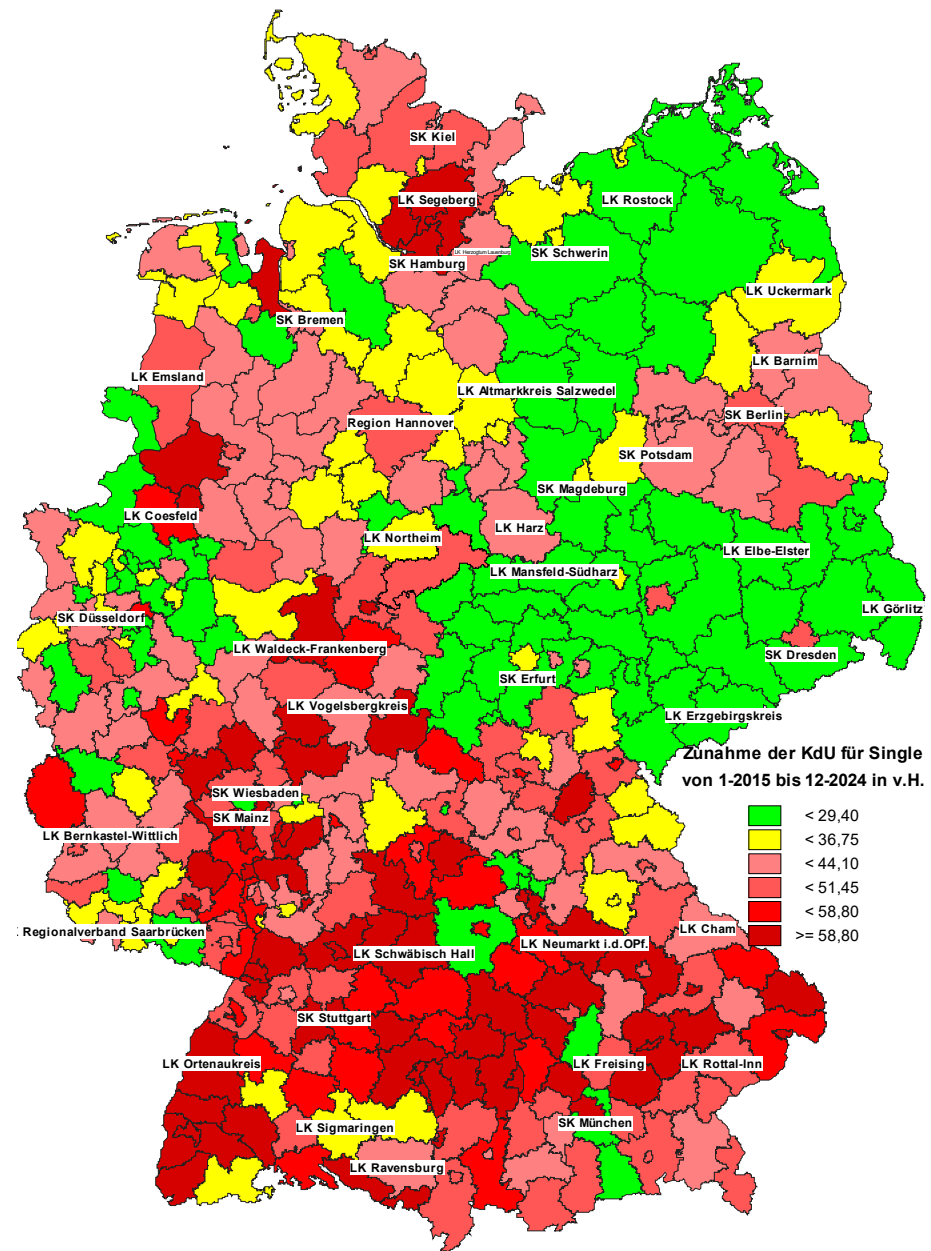 SK Kiel
LK Segeberg
LK Rostock
LK Herzogtum Lauenburg
SK Hamburg
SK Schwerin
LK Uckermark
SK Bremen
LK Barnim
LK Emsland
LK Altmarkkreis Salzwedel
SK Berlin
Region Hannover
SK Potsdam
SK Magdeburg
LK Coesfeld
LK Harz
LK Northeim
LK Elbe-Elster
LK Mansfeld-Südharz
LK Görlitz
SK Düsseldorf
LK Waldeck-Frankenberg
SK Dresden
SK Erfurt
LK Vogelsbergkreis
LK Erzgebirgskreis
Zunahme der KdU für Single
von 1-2015 bis 12-2024 in v.H.
< 29,40
< 36,75
< 44,10
< 51,45
< 58,80
>= 58,80
SK Wiesbaden
SK Mainz
LK Bernkastel-Wittlich
Regionalverband Saarbrücken
LK Cham
LK Neumarkt i.d.OPf.
LK Schwäbisch Hall
SK Stuttgart
LK Ortenaukreis
LK Freising
LK Rottal-Inn
SK München
LK Sigmaringen
LK Ravensburg